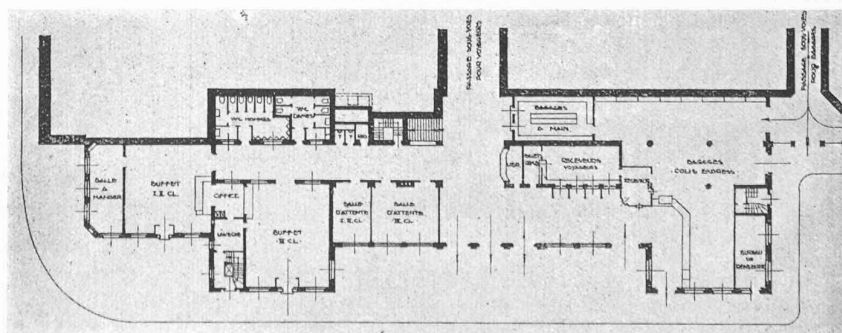 PASSAGE SOUS-VOIES
POUR VOYAGEURS
PASSAGE SOUS-VOIES
POUR BAGAGES
W.C. HOMMES
W.C.
DAMES
BAGAGES
A MAIN
SALLE
A
MANGER
BUFFET
I. II. CL.
OFFICE
BUFFET
III CL.
SALLE
D'ATTENTE
I. II. CL.
SALLE
D'ATTENTE
III. CL.
RECEVEURS
VOYAGEURS
BAGAGES
COLIS EXPRESS
BUREAU
DE